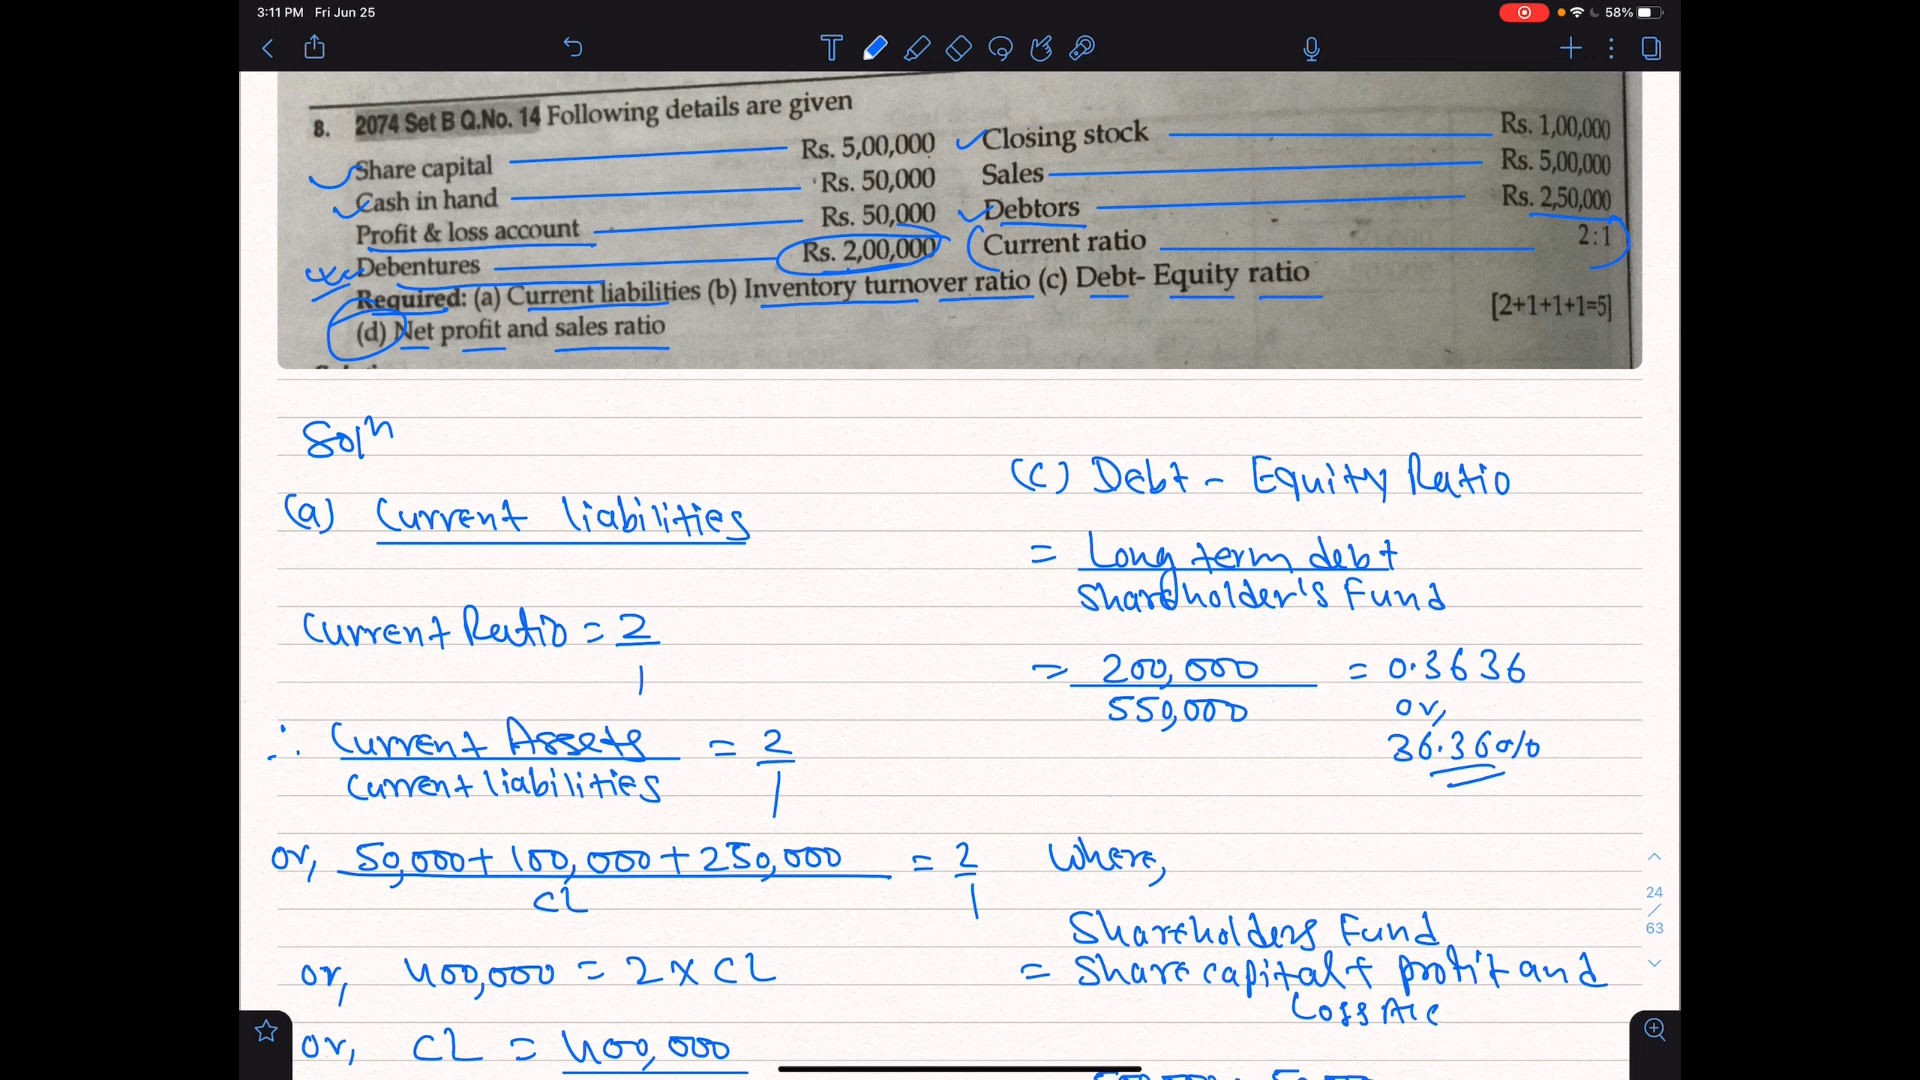 3:11 PM Fri Jun 25
58%
8. 2074 Set B Q.No. 14 Following details are given
Share capital Rs. 5,00,000 Closing stock Rs. 1,00,000
Cash in hand Rs. 50,000 Sales Rs. 5,00,000
Profit & loss account Rs. 50,000 Debtors Rs. 2,50,000
Debentures Rs. 2,00,000 Current ratio 2:1
Required: (a) Current liabilities (b) Inventory turnover ratio (c) Debt- Equity ratio
(d) Net profit and sales ratio [2+1+1+1=5]
Solⁿ
(a) Current liabilities
Current Ratio = 2
1
∴ Current Assets = 2
Current liabilities 1
or, 50,000 + 100,000 + 250,000 = 2
CL 1
or, 400,000 = 2 x CL
or, CL = 400,000
(c) Debt - Equity Ratio
= Long term debt
Shareholder's Fund
= 200,000 = 0.3636
550,000 or,
36.36%
Where,
Shareholders Fund
= Share capital + profit and
Loss A/c
24
/
63